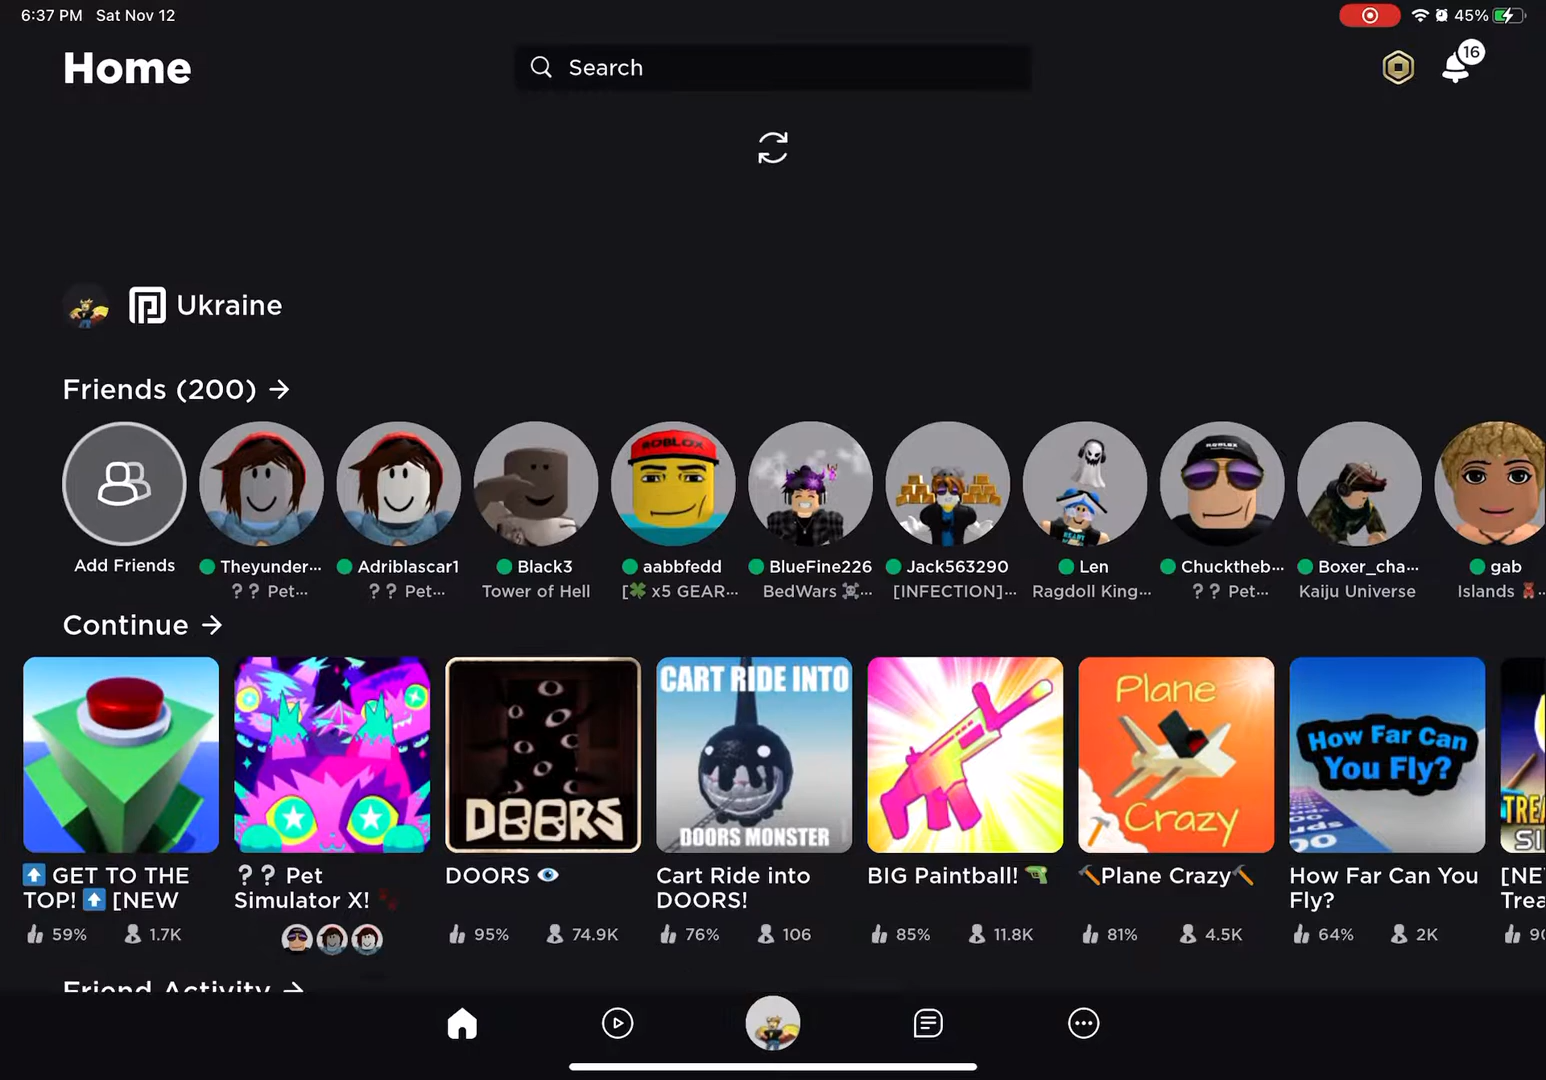 6:37 PM Sat Nov 12
45%
Home
Search
16
Ukraine
Friends (200) →
ROBLOX
Add Friends
Theyunder...
Adriblascar1
Black3
aabbfedd
BlueFine226
Jack563290
Len
Chucktheb...
Boxer_cha...
gab
❔❔ Pet...
❔❔ Pet...
Tower of Hell
[🍀 x5 GEAR...
BedWars ☠️...
[INFECTION]...
Ragdoll King...
❔❔ Pet...
Kaiju Universe
Islands 🧸...
Continue →
DOORS
CART RIDE INTO
DOORS MONSTER
Plane
Crazy
How Far Can
You Fly?
⬆️ GET TO THE
TOP! ⬆️ [NEW
❔❔ Pet
Simulator X!
DOORS 👁️
Cart Ride into
DOORS!
BIG Paintball! 🔫
🔨Plane Crazy🔨
How Far Can You
Fly?
[NE
Trea
59% 1.7K
95% 74.9K
76% 106
85% 11.8K
81% 4.5K
64% 2K
Friend Activity →